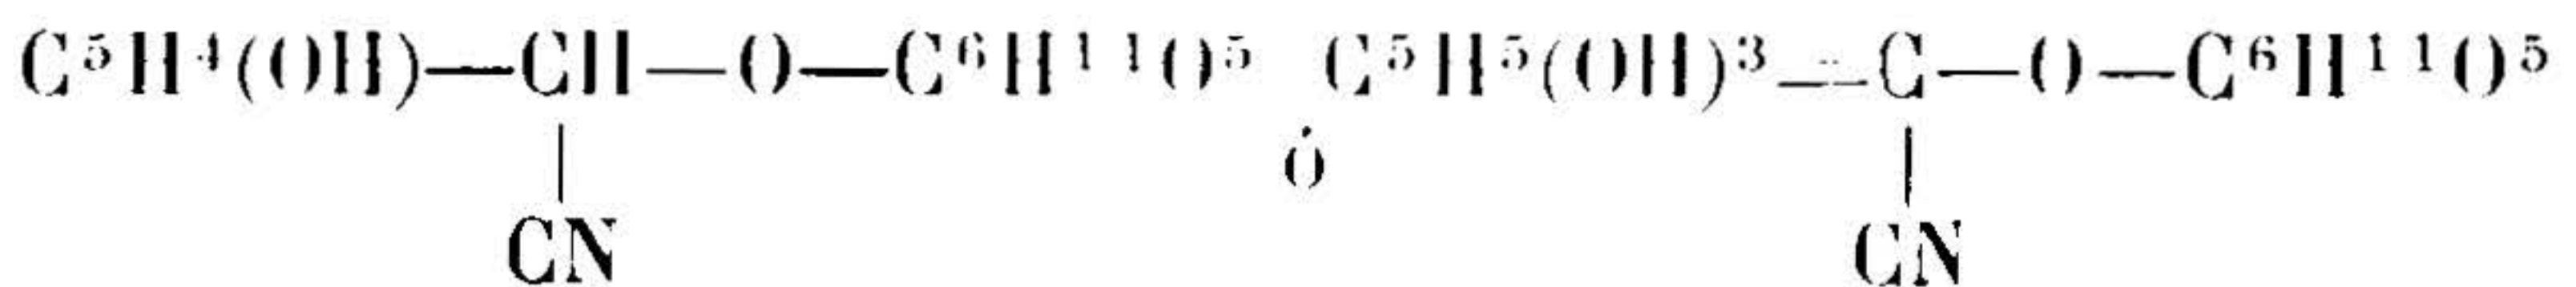 C⁵H⁴(OH)—CH—O—C⁶H¹¹O⁵ C⁵H⁵(OH)³—C—O—C⁶H¹¹O⁵
ó
CN CN